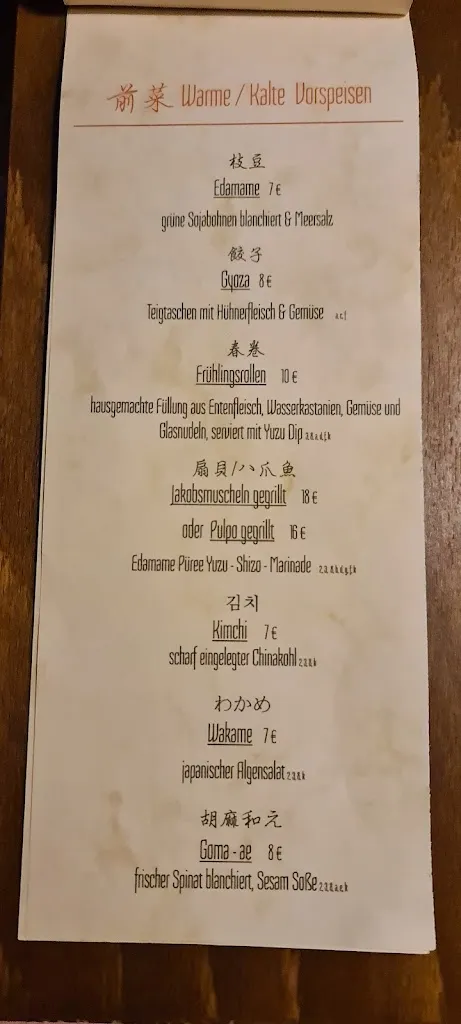 前菜 Warme / Kalte Vorspeisen
枝豆
Edamame 7 €
grüne Sojabohnen blanchiert & Meersalz
餃子
Gyoza 8 €
Teigtaschen mit Hühnerfleisch & Gemüse
春巻
Frühlingsrollen 10 €
hausgemachte Füllung aus Entenfleisch, Wasserkastanien, Gemüse und
Glasnudeln, serviert mit Yuzu Dip
扇貝/八爪魚
Jakobsmuscheln gegrillt 18 €
oder Pulpo gegrillt 16 €
Edamame Püree Yuzu - Shizo - Marinade
김치
Kimchi 7 €
scharf eingelegter Chinakohl
わかめ
Wakame 7 €
japanischer Algensalat
胡麻和元
Goma - ae 8 €
frischer Spinat blanchiert, Sesam Soße